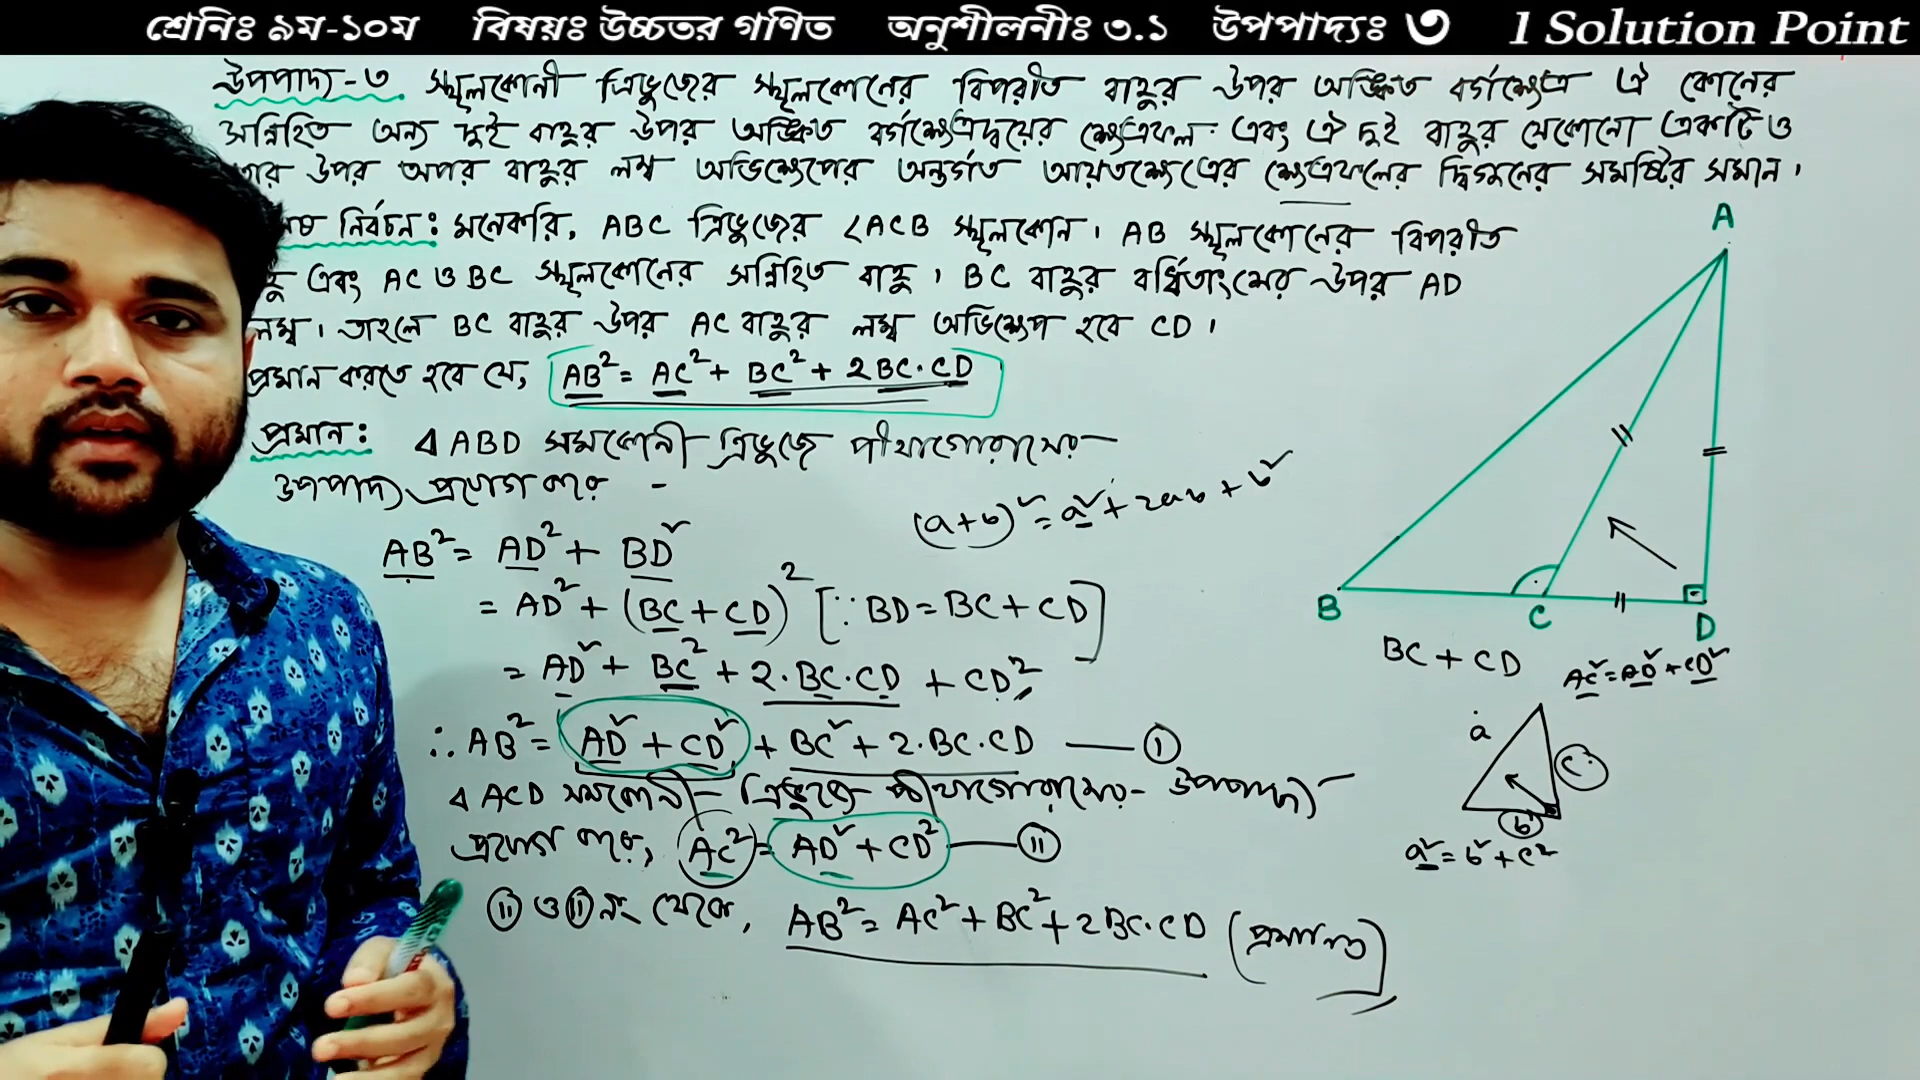 শ্রেনিঃ ৯ম-১০ম বিষয়ঃ উচ্চতর গণিত অনুশীলনীঃ ৩.১ উপপাদ্যঃ ৩ 1 Solution Point
উপপাদ্য-৩. স্থূলকোনী ত্রিভুজের স্থূলকোনের বিপরীত বাহুর উপর অঙ্কিত বর্গক্ষেত্র ঐ কোনের
সন্নিহিত অন্য দুই বাহুর উপর অঙ্কিত বর্গক্ষেত্রদ্বয়ের ক্ষেত্রফল এবং ঐ দুই বাহুর যেকোনো একটি ও
তার উপর অপর বাহুর লম্ব অভিক্ষেপের অন্তর্গত আয়তক্ষেত্রের ক্ষেত্রফলের দ্বিগুনের সমষ্টির সমান।
নির্বচন: মনেকরি, ABC ত্রিভুজের ∠ACB স্থূলকোন। AB স্থূলকোনের বিপরীত
এবং AC ও BC স্থূলকোনের সন্নিহিত বাহু। BC বাহুর বর্ধিতাংশের উপর AD
লম্ব। তাহলে BC বাহুর উপর AC বাহুর লম্ব অভিক্ষেপ হবে CD।
প্রমান করতে হবে যে, AB² = AC² + BC² + 2BC·CD
প্রমান: △ABD সমকোনী ত্রিভুজে পীথাগোরাসের
উপপাদ্য প্রয়োগ করে -
(a+b)² = a² + 2ab + b²
AB² = AD² + BD²
= AD² + (BC + CD)² [∵ BD = BC + CD]
= AD² + BC² + 2·BC·CD + CD²
∴ AB² = AD² + CD² + BC² + 2·BC·CD —— (i)
△ACD সমকোনী ত্রিভুজে পীথাগোরাসের উপপাদ্য
প্রয়োগ করে, AC² = AD² + CD² —— (ii)
(ii) ও (ii) নং থেকে, AB² = AC² + BC² + 2BC·CD (প্রমানিত)
A
B
C
D
BC + CD
AC² = AD² + CD²
a
c
b
a² = b² + c²